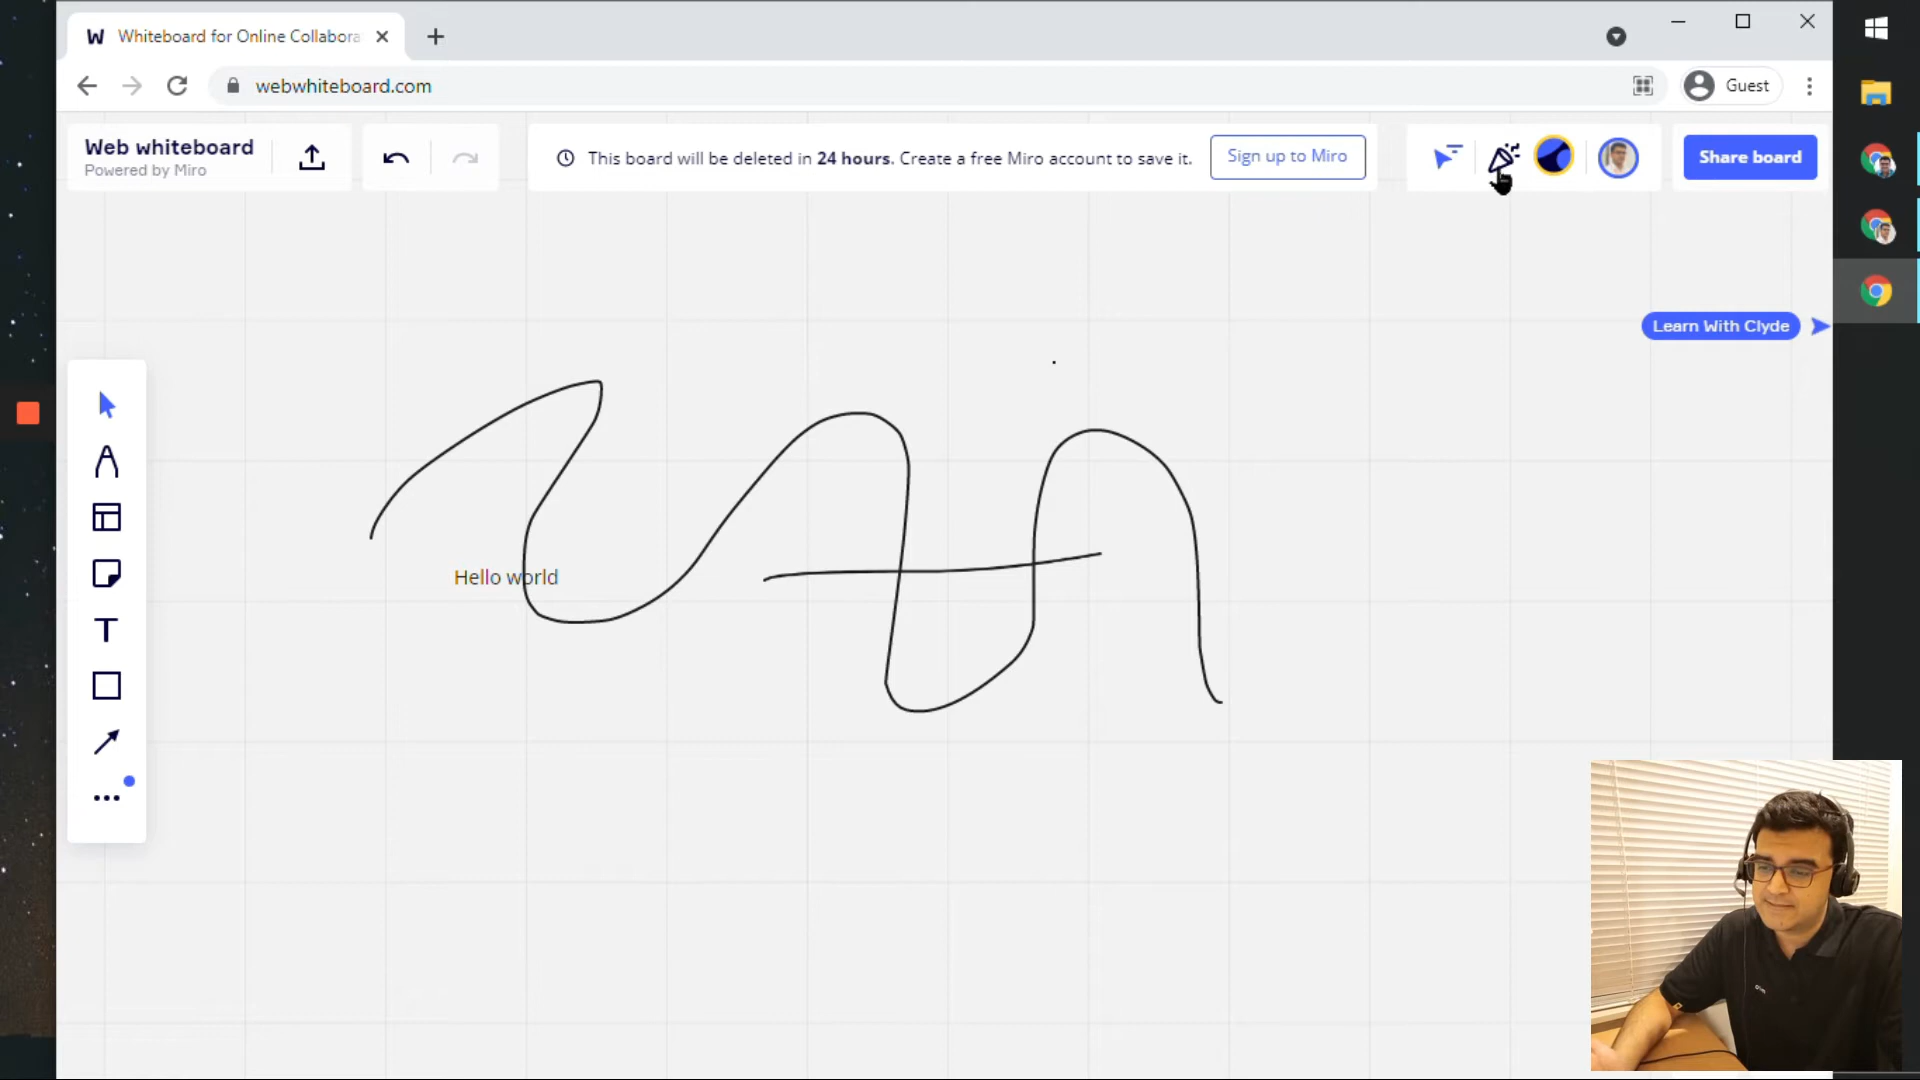 W Whiteboard for Online Collabora
webwhiteboard.com
Guest
Web whiteboard
Powered by Miro
This board will be deleted in 24 hours. Create a free Miro account to save it.
Sign up to Miro
Share board
Learn With Clyde
T
Hello world